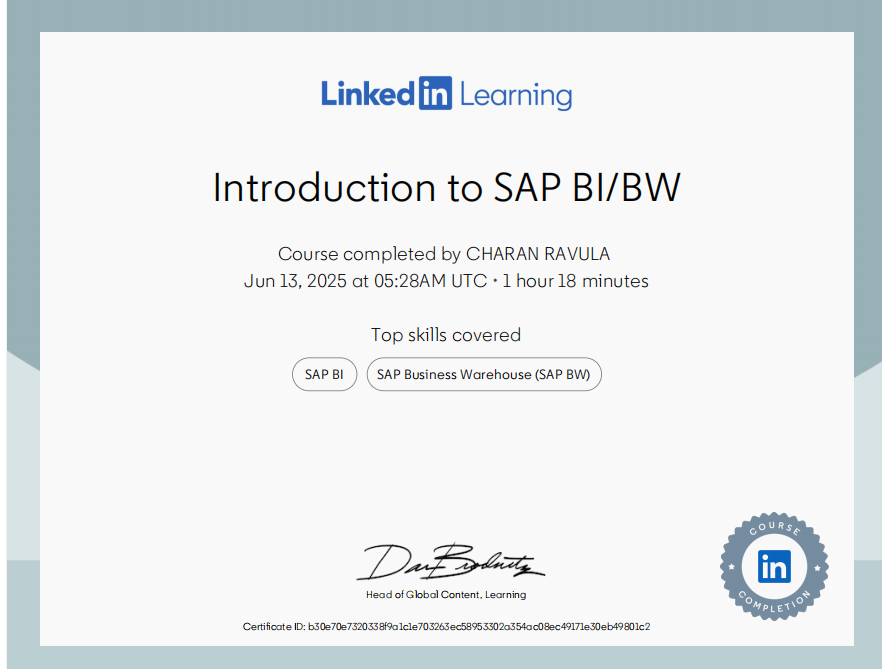 Linked in Learning
Introduction to SAP BI/BW
Course completed by CHARAN RAVULA
Jun 13, 2025 at 05:28AM UTC • 1 hour 18 minutes
Top skills covered
SAP BI
SAP Business Warehouse (SAP BW)
Dan Brodnitz
Head of Global Content, Learning
Certificate ID: b30e70e7320338f9a1c1e703263ec58953302a354ac08ec49171e30eb49801c2
COURSE
in
COMPLETION